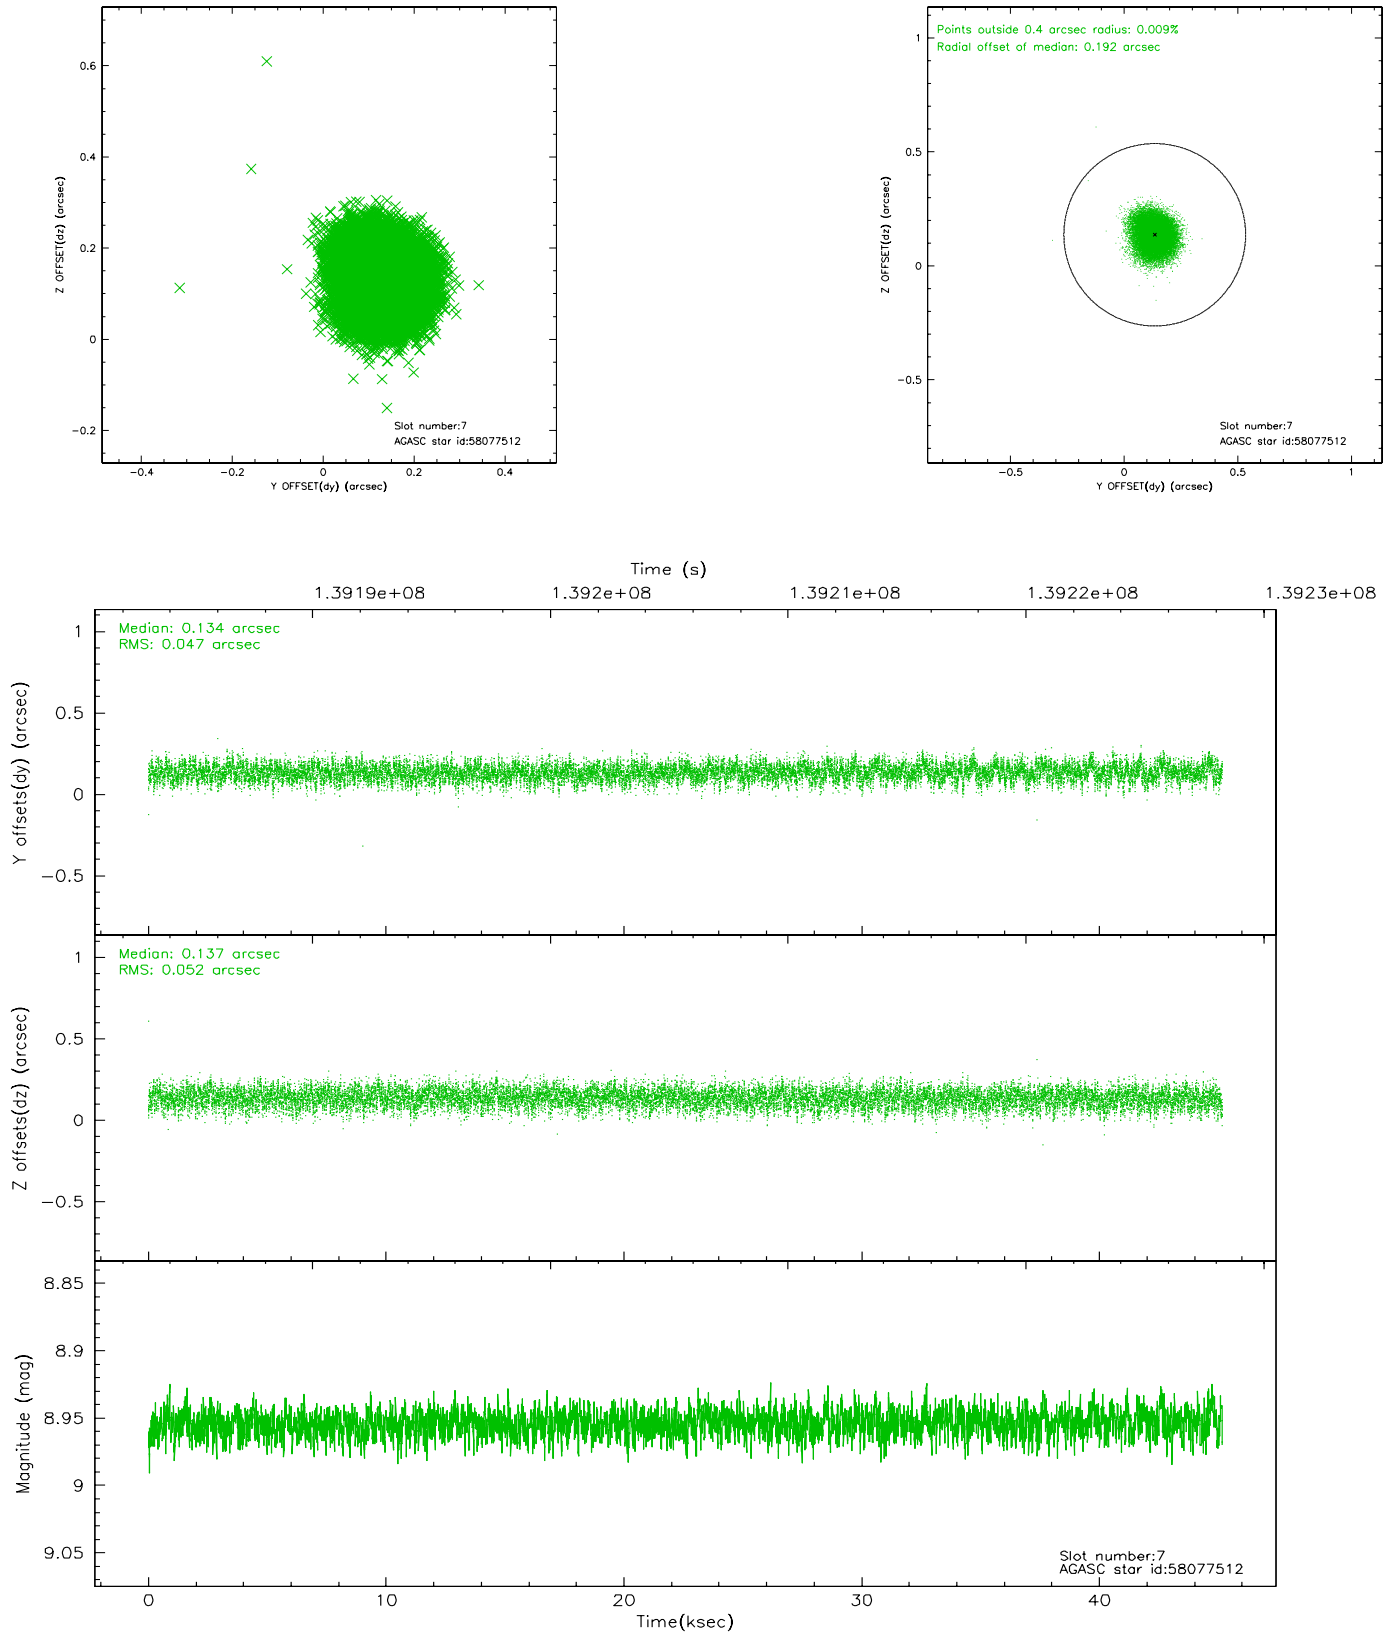 0.6
0.4
0.2
0
−0.2
Z OFFSET(dz) (arcsec)
Slot number:7
AGASC star id:58077512
−0.4 −0.2 0 0.2 0.4
Y OFFSET(dy) (arcsec)
Points outside 0.4 arcsec radius: 0.009%
Radial offset of median: 0.192 arcsec
1
0.5
0
−0.5
Z OFFSET(dz) (arcsec)
Slot number:7
AGASC star id:58077512
−0.5 0 0.5 1
Y OFFSET(dy) (arcsec)
Time (s)
1.3919e+08 1.392e+08 1.3921e+08 1.3922e+08 1.3923e+08
Median: 0.134 arcsec
RMS: 0.047 arcsec
1
0.5
0
−0.5
Y offsets(dy) (arcsec)
Median: 0.137 arcsec
RMS: 0.052 arcsec
1
0.5
0
−0.5
Z offsets(dz) (arcsec)
8.85
8.9
8.95
9
9.05
Magnitude (mag)
Slot number:7
AGASC star id:58077512
0 10 20 30 40
Time(ksec)